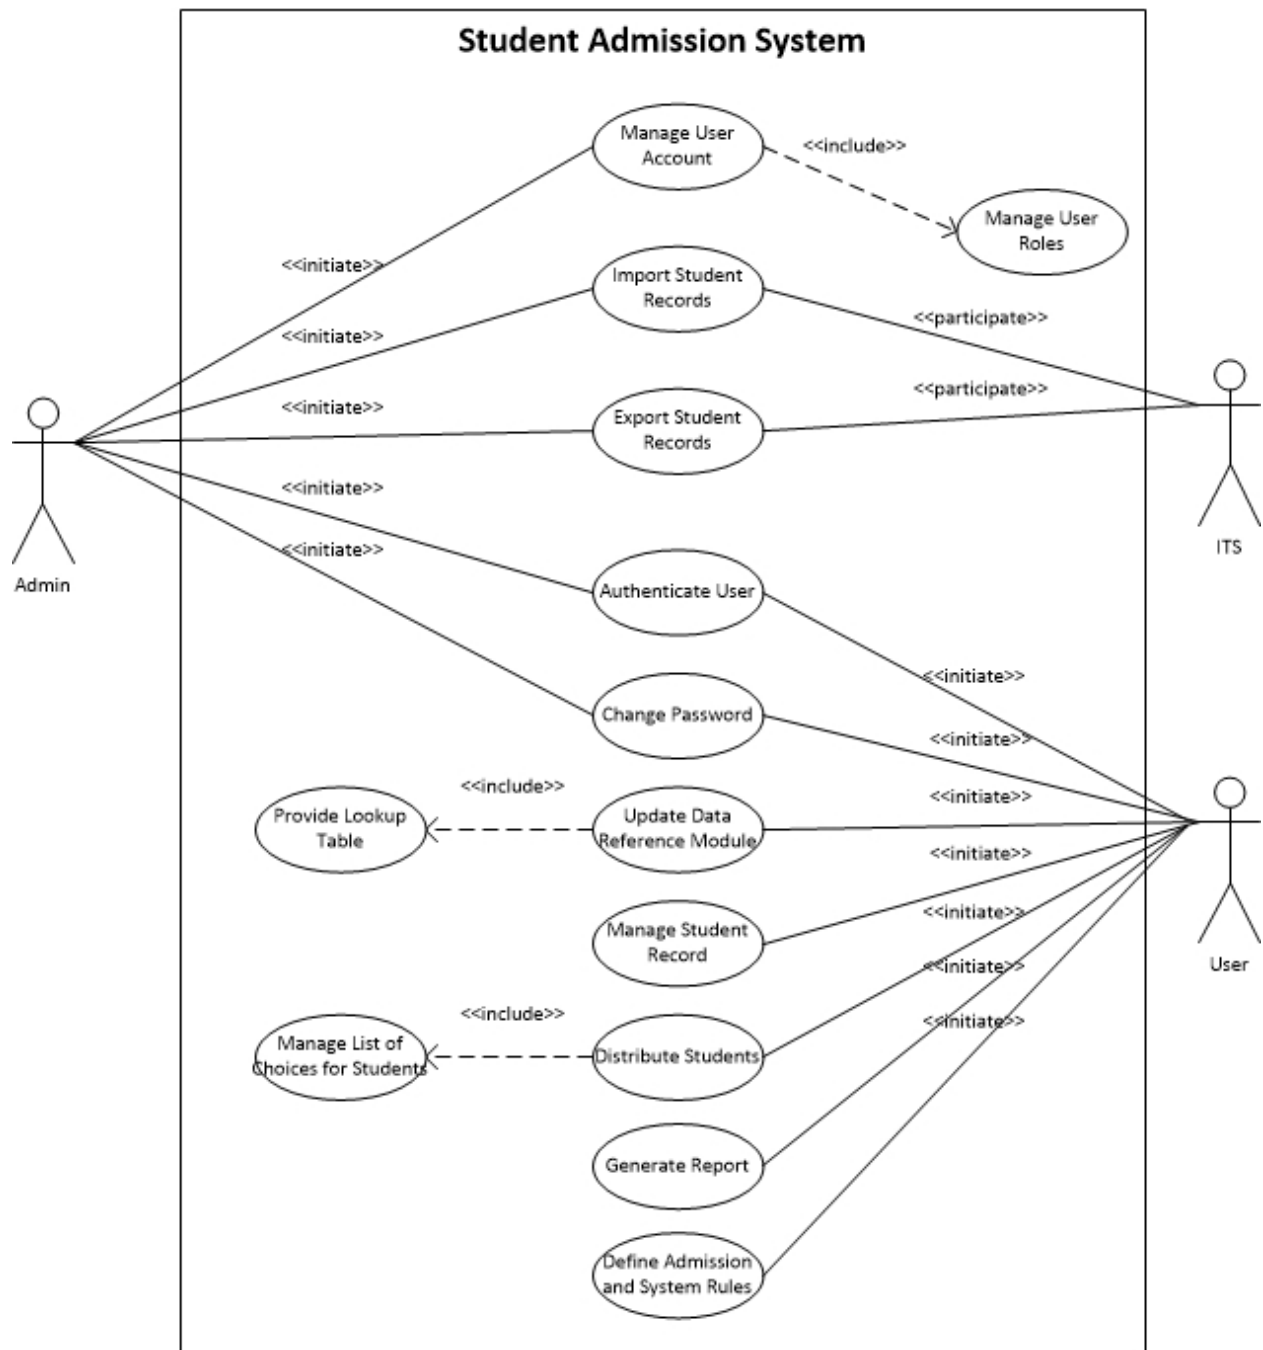 Student Admission System
Manage User
Account
<<include>>
Manage User
Roles
<<initiate>>
Import Student
Records
<<participate>>
<<initiate>>
<<participate>>
<<initiate>>
Export Student
Records
<<initiate>>
<<initiate>>
Admin
ITS
Authenticate User
<<initiate>>
Change Password
<<initiate>>
<<include>>
<<initiate>>
Provide Lookup
Table
Update Data
Reference Module
<<initiate>>
Manage Student
Record
<<initiate>>
User
<<initiate>>
<<include>>
<<initiate>>
Manage List of
Choices for Students
Distribute Students
Generate Report
Define Admission
and System Rules